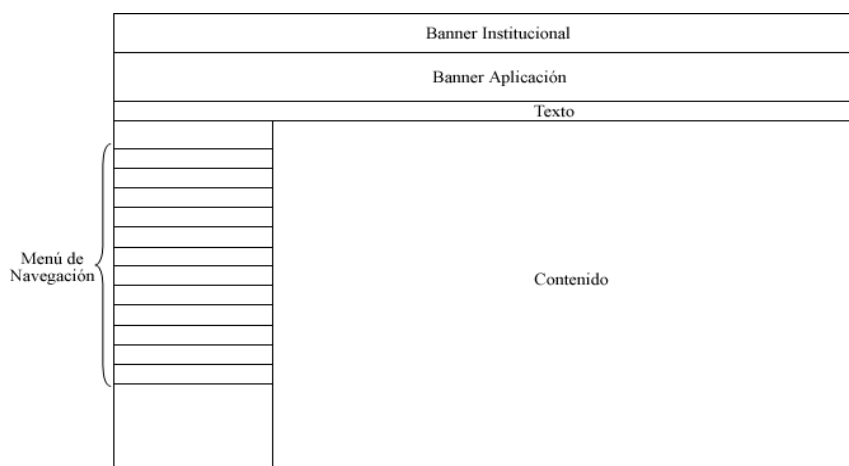 Banner Institucional
Banner Aplicación
Texto
Menú de
Navegación
Contenido